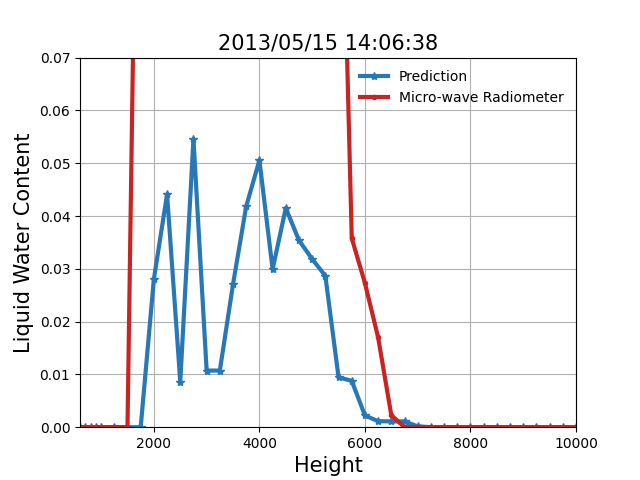 2013/05/15 14:06:38
Prediction
Micro-wave Radiometer
Liquid Water Content
0.07
0.06
0.05
0.04
0.03
0.02
0.01
0.00
2000 4000 6000 8000 10000
Height